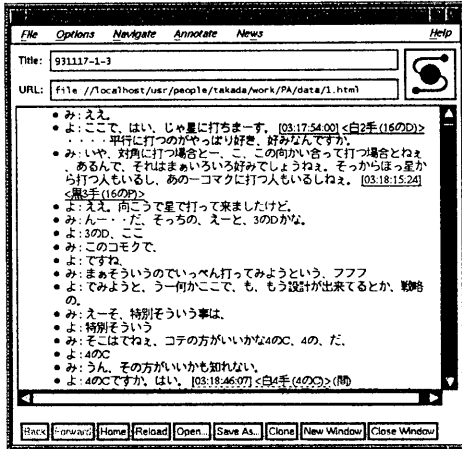 File Options Navigate Annotate News Help
Title: 931117-1-3
URL: file //localhost/usr/people/takada/work/PA/data/1.html
● み: ええ。
● よ: ここで、はい、じゃ星に打ちまーす。 [03:17:54:00] <白2手 (16のD)>
・・・・平行に打つのがやっぱり好き、好みなんですか。
● み: いや、対角に打つ場合とー、こ、この向かい合って打つ場合とねぇ
、あるんで、それはまぁいろいろ好みでしょうねぇ。そっからほっ星か
ら打つ人もいるし、あのーコマクに打つ人もいるしねぇ。 [03:18:15:24]
<黒3手 (16のP)>
● よ: ええ。向こうで星で打って来ましたけど。
● み: んー・・だ、そっちの、えーと、3のDかな。
● よ: 3のD、ここ
● み: このコモクで、
● よ: ですね、
● み: まぁそういうのでいっぺん打ってみようという、フフフ
● よ: でみようと、うー何かここで、も、もう設計が出来てるとか、戦略
の。
● み: えーそ、特別そういう事は、
● よ: 特別そういう
● み: そこはでねぇ、コテの方がいいかな4のC、4の、だ、
● よ: 4のC
● み: うん、その方がいいかも知れない。
● よ: 4のCですか。はい。 [03:18:46:07] <白4手 (4のC)> (間)
Back Forward Home Reload Open... Save As... Clone New Window Close Window